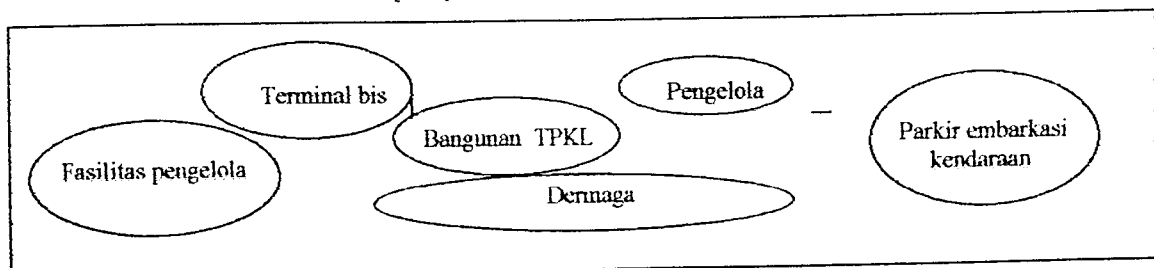 Terminal bis
Pengelola
Bangunan TPKL
Parkir embarkasi
kendaraan
Fasilitas pengelola
Dermaga